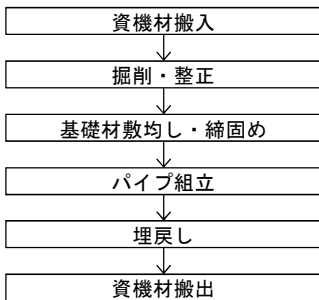 資機材搬入
掘削・整正
基礎材敷均し・締固め
パイプ組立
埋戻し
資機材搬出